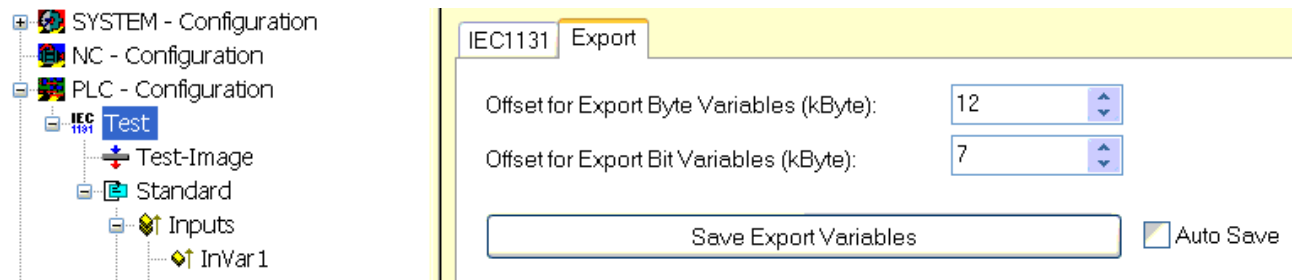 SYSTEM - Configuration
NC - Configuration
PLC - Configuration
IEC 1131 Test
Test-Image
Standard
Inputs
InVar1
IEC1131 Export
Offset for Export Byte Variables (kByte): 12
Offset for Export Bit Variables (kByte): 7
Save Export Variables Auto Save